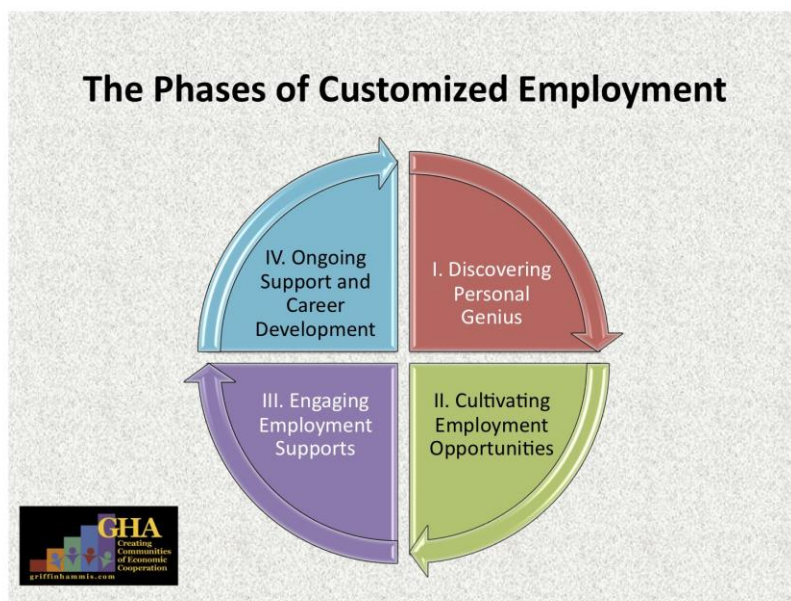 The Phases of Customized Employment
IV. Ongoing
Support and
Career
Development
I. Discovering
Personal
Genius
III. Engaging
Employment
Supports
II. Cultivating
Employment
Opportunities
GHA
Creating
Communities
of Economic
Cooperation
griffinhammis.com